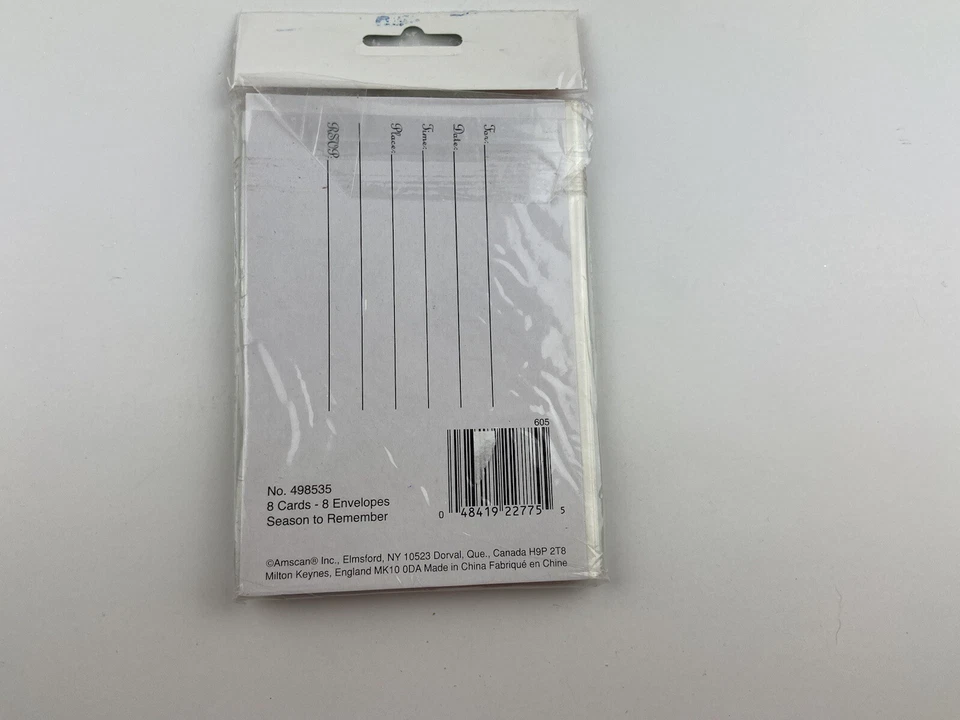 For:
Date:
Time:
Place:
RSVP:
605
0 48419 22775 5
No. 498535
8 Cards - 8 Envelopes
Season to Remember
©Amscan® Inc., Elmsford, NY 10523 Dorval, Que., Canada H9P 2T8
Milton Keynes, England MK10 0DA Made in China Fabriqué en Chine